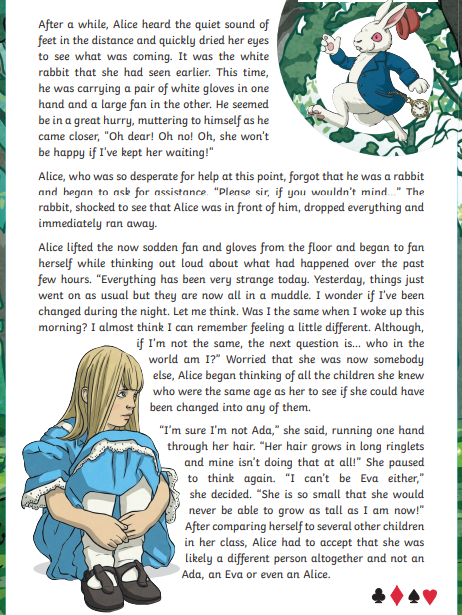 After a while, Alice heard the quiet sound of
feet in the distance and quickly dried her eyes
to see what was coming. It was the white
rabbit that she had seen earlier. This time,
he was carrying a pair of white gloves in one
hand and a large fan in the other. He seemed
be in a great hurry, muttering to himself as he
came closer, “Oh dear! Oh no! Oh, she won't
be happy if I've kept her waiting!”
Alice, who was so desperate for help at this point, forgot that he was a rabbit
and began to ask for assistance. “Please sir, if you wouldn't mind...” The
rabbit, shocked to see that Alice was in front of him, dropped everything and
immediately ran away.
Alice lifted the now sodden fan and gloves from the floor and began to fan
herself while thinking out loud about what had happened over the past
few hours. “Everything has been very strange today. Yesterday, things just
went on as usual but they are now all in a muddle. I wonder if I've been
changed during the night. Let me think. Was I the same when I woke up this
morning? I almost think I can remember feeling a little different. Although,
if I'm not the same, the next question is... who in the
world am I?” Worried that she was now somebody
else, Alice began thinking of all the children she knew
who were the same age as her to see if she could have
been changed into any of them.
“I'm sure I'm not Ada,” she said, running one hand
through her hair. “Her hair grows in long ringlets
and mine isn't doing that at all!” She paused
to think again. “I can't be Eva either,”
she decided. “She is so small that she would
never be able to grow as tall as I am now!”
After comparing herself to several other children
in her class, Alice had to accept that she was
likely a different person altogether and not an
Ada, an Eva or even an Alice.